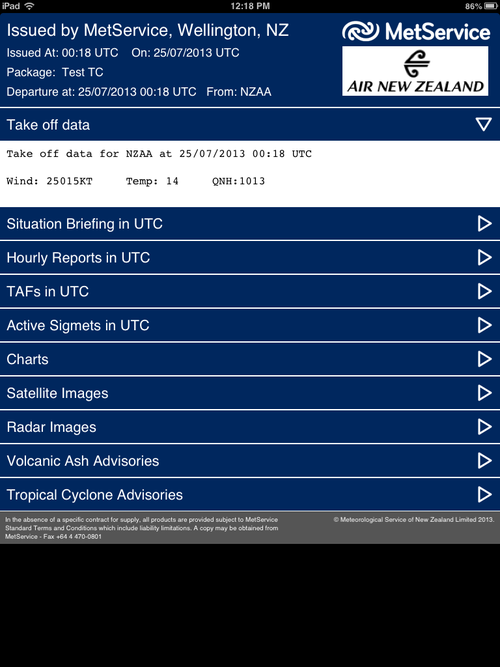 iPad 12:18 PM 86%
Issued by MetService, Wellington, NZ
MetService
Issued At: 00:18 UTC On: 25/07/2013 UTC
Package: Test TC
Departure at: 25/07/2013 00:18 UTC From: NZAA
AIR NEW ZEALAND
Take off data
Take off data for NZAA at 25/07/2013 00:18 UTC
Wind: 25015KT Temp: 14 QNH:1013
Situation Briefing in UTC
Hourly Reports in UTC
TAFs in UTC
Active Sigmets in UTC
Charts
Satellite Images
Radar Images
Volcanic Ash Advisories
Tropical Cyclone Advisories
In the absence of a specific contract for supply, all products are provided subject to MetService
Standard Terms and Conditions which include liability limitations. A copy may be obtained from
MetService - Fax +64 4 470-0801
© Meteorological Service of New Zealand Limited 2013.